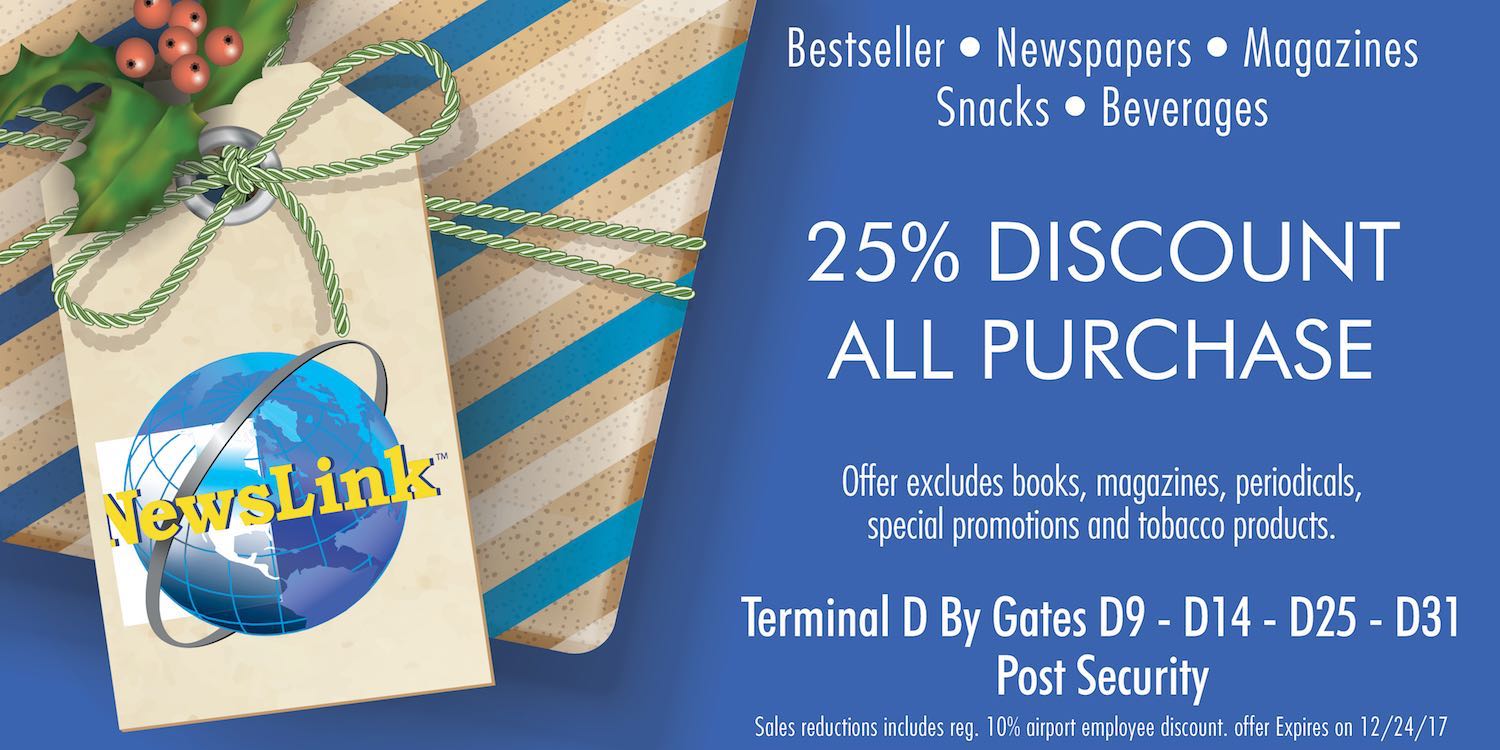 Bestseller • Newspapers • Magazines
Snacks • Beverages
25% DISCOUNT
ALL PURCHASE
Offer excludes books, magazines, periodicals,
special promotions and tobacco products.
Terminal D By Gates D9 - D14 - D25 - D31
Post Security
Sales reductions includes reg. 10% airport employee discount. offer Expires on 12/24/17
NewsLink™